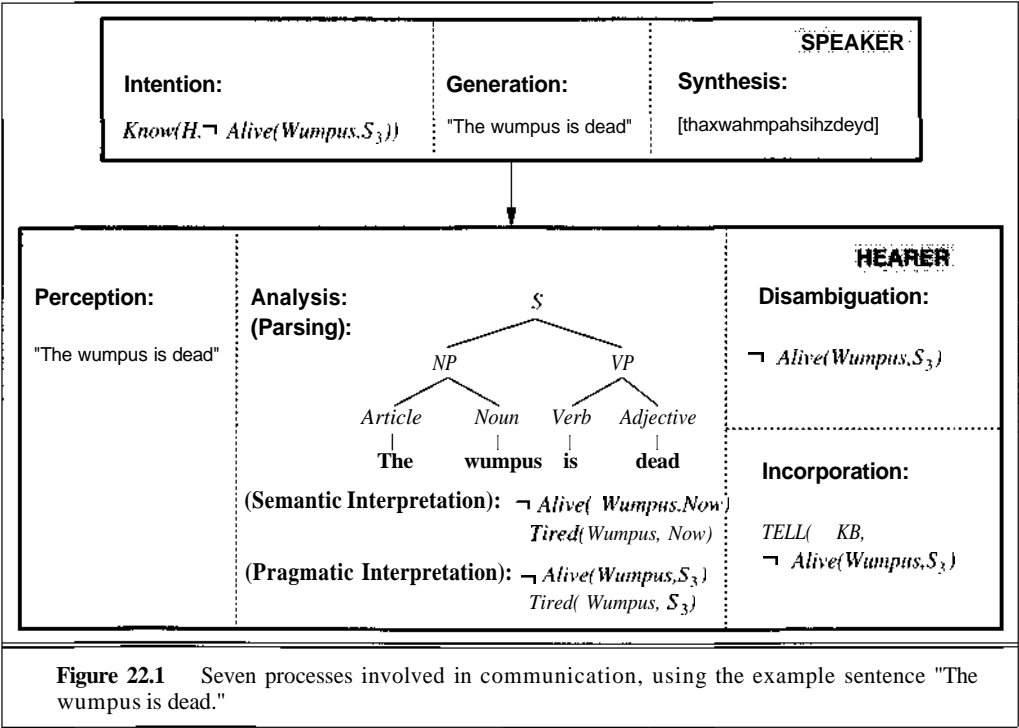 SPEAKER
Intention:
Know(H,¬ Alive(Wumpus,S3))
Generation:
"The wumpus is dead"
Synthesis:
[thaxwahmpahsihzdeyd]
HEARER
Perception:
"The wumpus is dead"
Analysis:
(Parsing):
S
NP VP
Article Noun Verb Adjective
The wumpus is dead
(Semantic Interpretation): ¬ Alive( Wumpus,Now)
Tired(Wumpus, Now)
(Pragmatic Interpretation): ¬ Alive(Wumpus,S3)
Tired( Wumpus, S3)
Disambiguation:
¬ Alive(Wumpus,S3)
Incorporation:
TELL( KB,
¬ Alive(Wumpus,S3)
Figure 22.1 Seven processes involved in communication, using the example sentence "The
wumpus is dead."